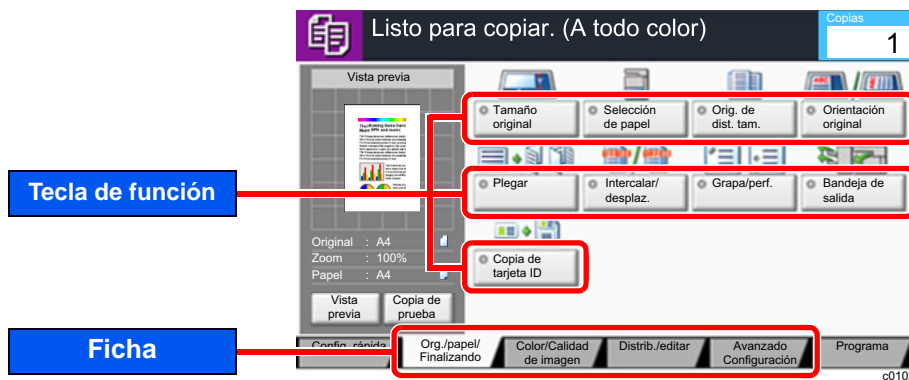 Listo para copiar. (A todo color)
Copias
1
Vista previa
Tamaño
original
Selección
de papel
Orig. de
dist. tam.
Orientación
original
Tecla de función
Plegar
Intercalar/
desplaz.
Grapa/perf.
Bandeja de
salida
Original : A4
Zoom : 100%
Papel : A4
Copia de
tarjeta ID
Vista
previa
Copia de
prueba
Ficha
Config. rápida
Org./papel/
Finalizando
Color/Calidad
de imagen
Distrib./editar
Avanzado
Configuración
Programa
c010